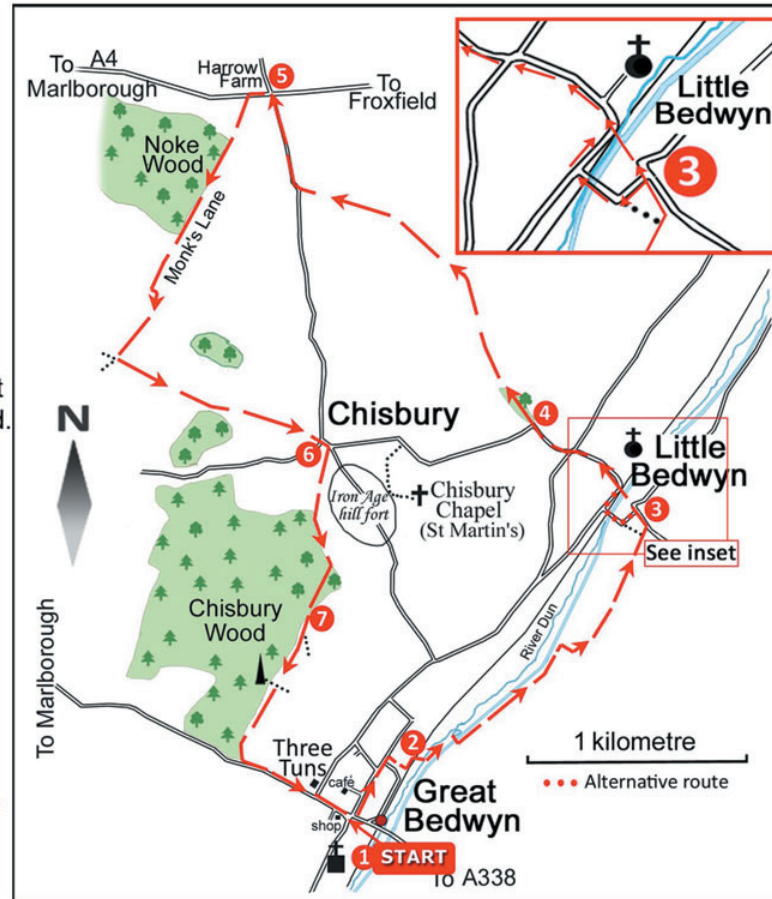 To A4
Marlborough
Harrow
Farm
5
To
Froxfield
Noke
Wood
Monk's Lane
Little
Bedwyn
3
t
d.
N
Chisbury
4
6
Iron Age
hill fort
Chisbury
Chapel
(St Martin's)
Little
Bedwyn
3
See inset
Chisbury
Wood
7
River Dun
To Marlborough
Three
Tuns
café
shop
2
Great
Bedwyn
1 kilometre
Alternative route
1 START
To A338